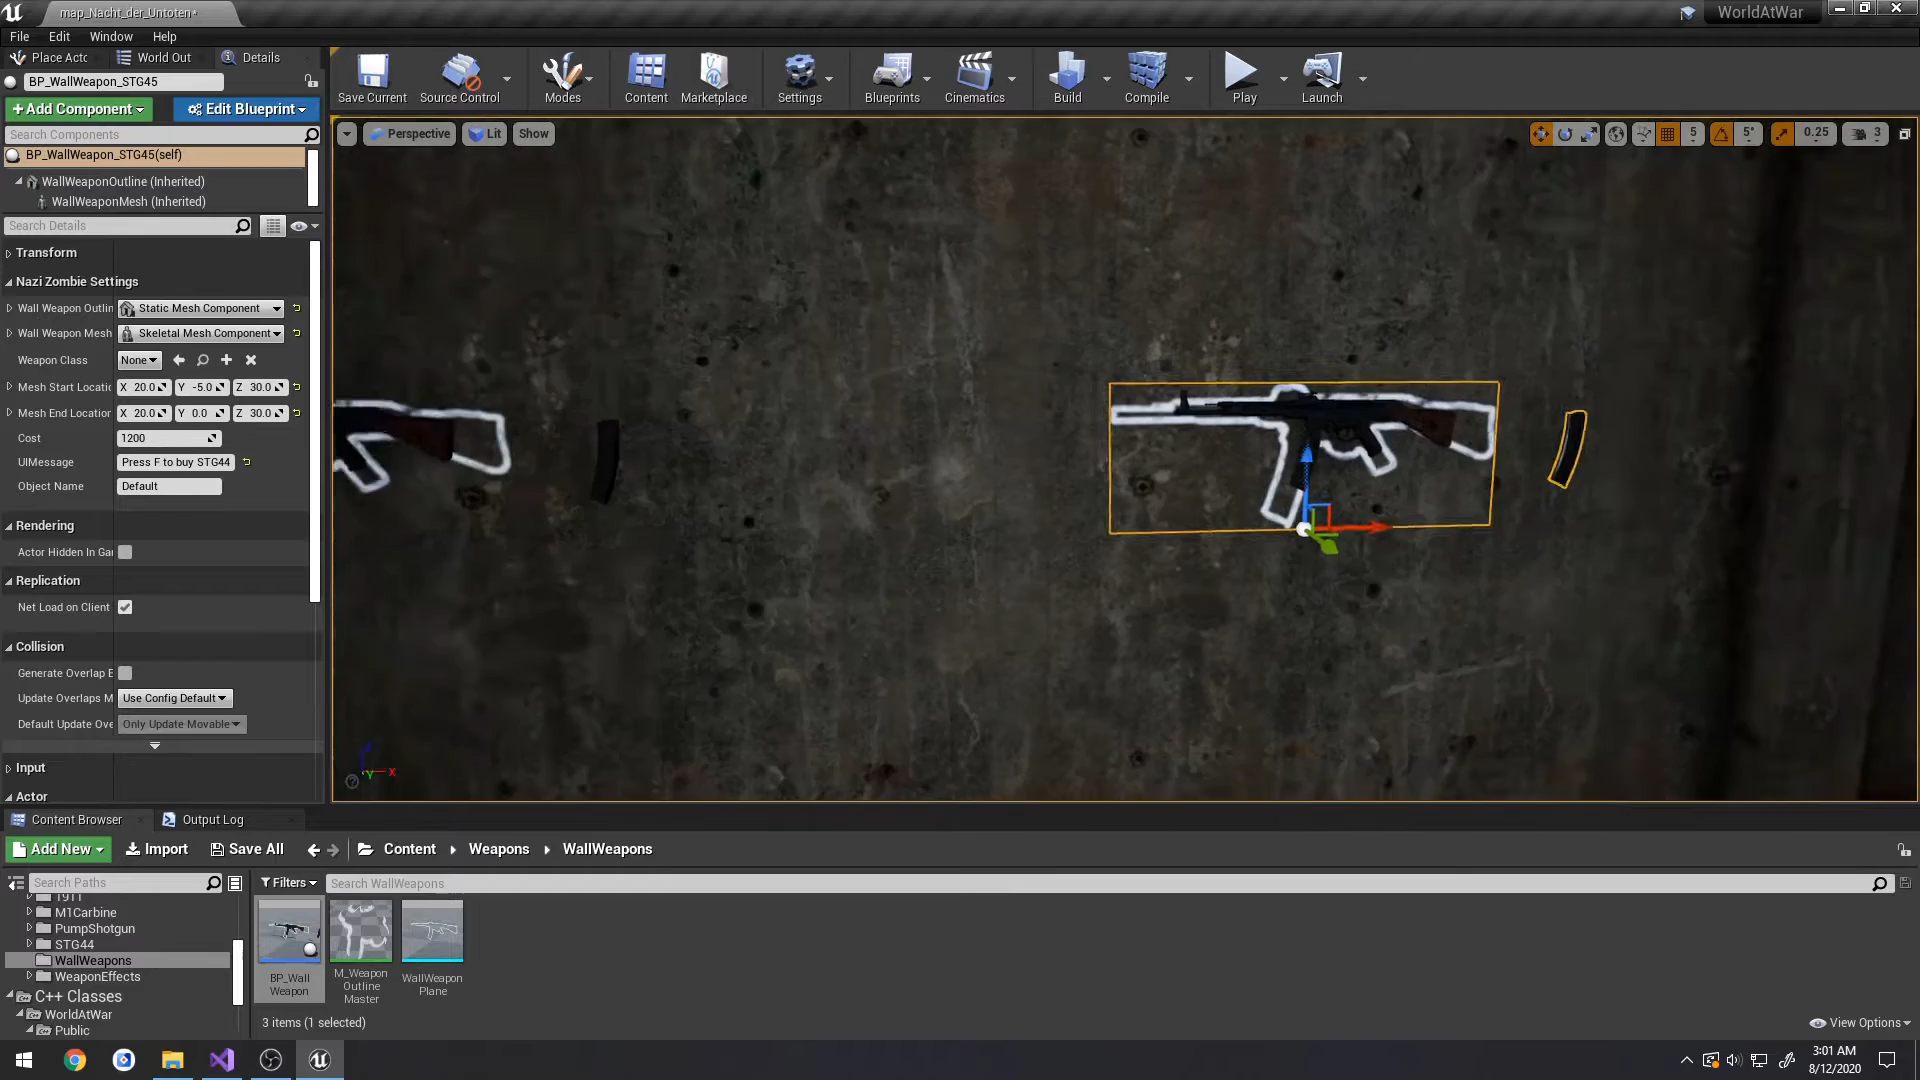 map_Nacht_der_Untoten*
WorldAtWar
File Edit Window Help
Place Actc World Out Details
BP_WallWeapon_STG45
+Add Component Edit Blueprint
Search Components
BP_WallWeapon_STG45(self)
WallWeaponOutline (Inherited)
WallWeaponMesh (Inherited)
Search Details
Transform
Nazi Zombie Settings
Wall Weapon Outlin Static Mesh Component
Wall Weapon Mesh Skeletal Mesh Component
Weapon Class None
Mesh Start Locatic X 20.0 Y -5.0 Z 30.0
Mesh End Location X 20.0 Y 0.0 Z 30.0
Cost 1200
UIMessage Press F to buy STG44
Object Name Default
Rendering
Actor Hidden In Gar
Replication
Net Load on Client
Collision
Generate Overlap E
Update Overlaps M Use Config Default
Default Update Ove Only Update Movable
Input
Actor
Save Current Source Control Modes Content Marketplace Settings Blueprints Cinematics Build Compile Play Launch
Perspective Lit Show
5 5° 0.25 3
X Y
Content Browser Output Log
Add New Import Save All Content Weapons WallWeapons
Search Paths Filters Search WallWeapons
1911
M1Carbine
PumpShotgun
STG44
WallWeapons
WeaponEffects
C++ Classes
WorldAtWar
Public
BP_Wall
Weapon
M_Weapon
Outline
Master
WallWeapon
Plane
3 items (1 selected)
View Options
3:01 AM
8/12/2020